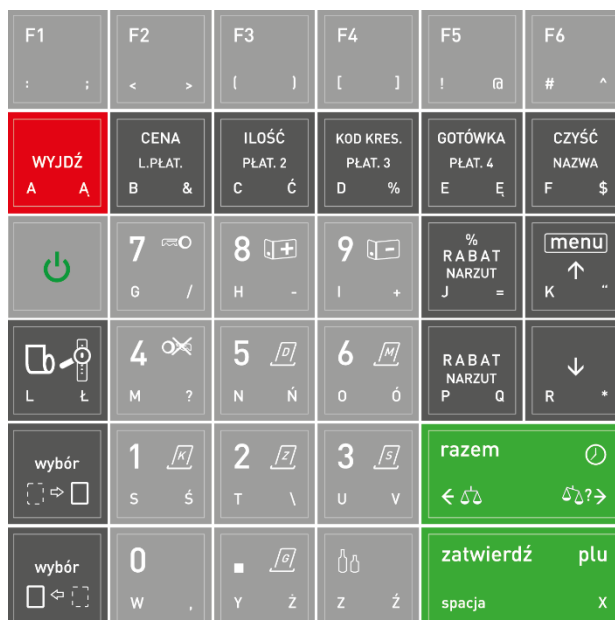 F1 F2 F3 F4 F5 F6
: ; < > ( ) [ ] ! @ # ^
WYJDŹ CENA ILOŚĆ KOD KRES. GOTÓWKA CZYŚĆ
L.PŁAT. PŁAT. 2 PŁAT. 3 PŁAT. 4 NAZWA
A Ą B & C Ć D % E Ę F $
7 8 + 9 - % RABAT NARZUT menu
G / H - I + J = K "
4 5 D 6 M RABAT NARZUT
L Ł M ? N Ń O Ó P Q R *
wybór 1 K 2 Z 3 S razem
S Ś T \ U V ?
wybór 0 . G zatwierdź plu
W , Y Ż Z Ź spacja X